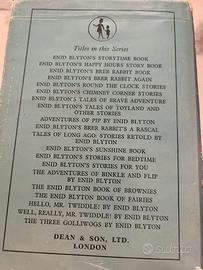 Titles in this Series
ENID BLYTON'S STORYTIME BOOK
ENID BLYTON'S HAPPY HOURS STORY BOOK
ENID BLYTON'S BRER RABBIT BOOK
ENID BLYTON'S BRER RABBIT AGAIN
ENID BLYTON'S ROUND THE CLOCK STORIES
ENID BLYTON'S CHIMNEY CORNER STORIES
ENID BLYTON'S TALES OF BRAVE ADVENTURE
ENID BLYTON'S TALES OF TOYLAND AND
OTHER STORIES
ADVENTURES OF PIP BY ENID BLYTON
ENID BLYTON'S BRER RABBIT'S A RASCAL
TALES OF LONG AGO: STORIES RETOLD BY
ENID BLYTON
ENID BLYTON'S SUNSHINE BOOK
ENID BLYTON'S STORIES FOR BEDTIME
ENID BLYTON'S STORIES FOR YOU
THE ADVENTURES OF BINKLE AND FLIP
BY ENID BLYTON
THE ENID BLYTON BOOK OF BROWNIES
THE ENID BLYTON BOOK OF FAIRIES
HELLO, MR. TWIDDLE! BY ENID BLYTON
WELL, REALLY, MR. TWIDDLE! BY ENID BLYTON
THE THREE GOLLIWOGS BY ENID BLYTON
DEAN & SON, LTD.
LONDON
subito